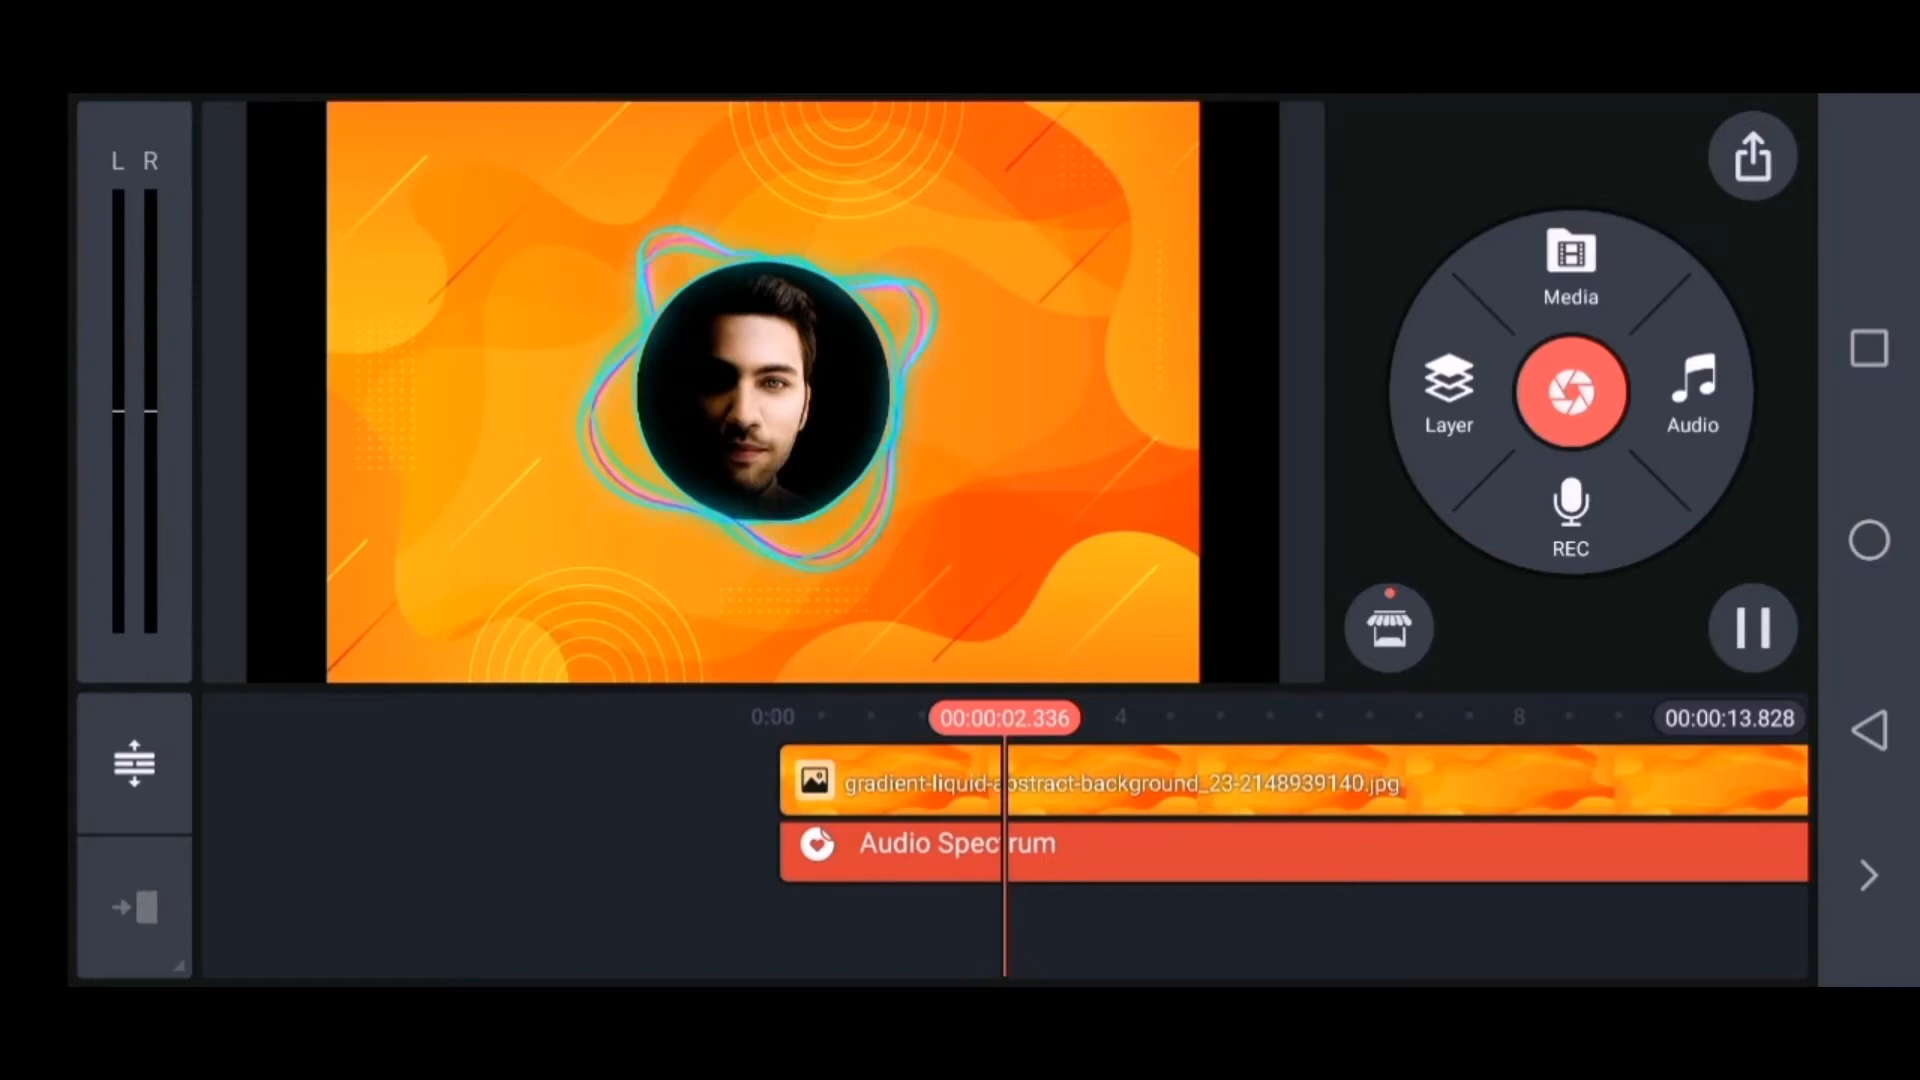 L R
Media
Layer
Audio
REC
0:00
00:00:02.336
4
8
00:00:13.828
gradient-liquid-abstract-background_23-2148939140.jpg
Audio Spectrum